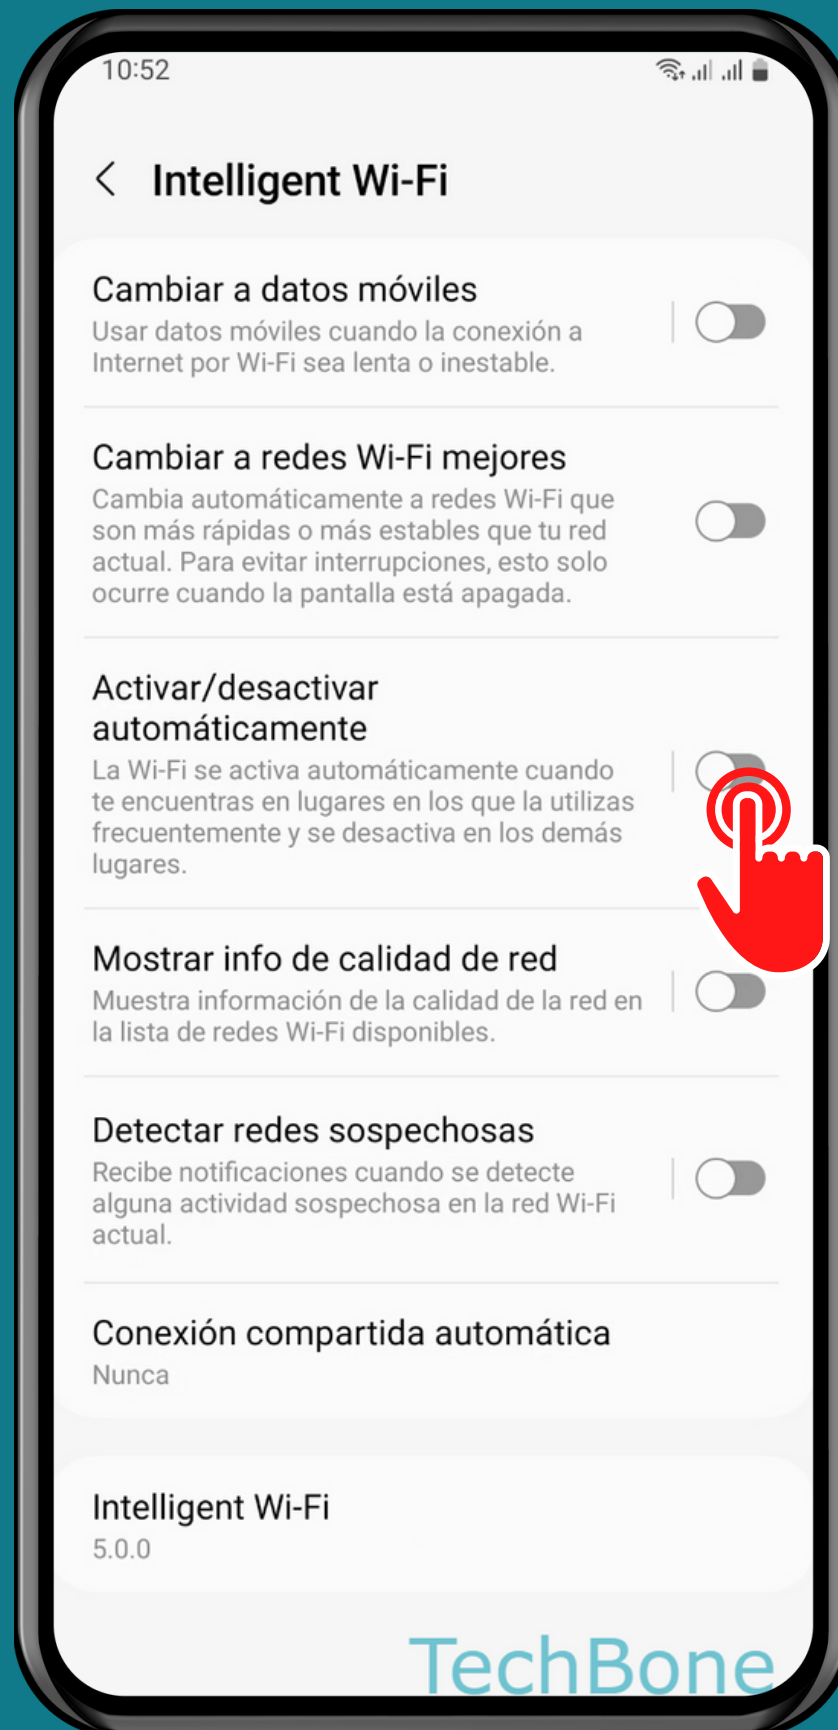 10:52
Intelligent Wi-Fi
Cambiar a datos móviles
Usar datos móviles cuando la conexión a
Internet por Wi-Fi sea lenta o inestable.
Cambiar a redes Wi-Fi mejores
Cambia automáticamente a redes Wi-Fi que
son más rápidas o más estables que tu red
actual. Para evitar interrupciones, esto solo
ocurre cuando la pantalla está apagada.
Activar/desactivar
automáticamente
La Wi-Fi se activa automáticamente cuando
te encuentras en lugares en los que la utilizas
frecuentemente y se desactiva en los demás
lugares.
Mostrar info de calidad de red
Muestra información de la calidad de la red en
la lista de redes Wi-Fi disponibles.
Detectar redes sospechosas
Recibe notificaciones cuando se detecte
alguna actividad sospechosa en la red Wi-Fi
actual.
Conexión compartida automática
Nunca
Intelligent Wi-Fi
5.0.0
TechBone